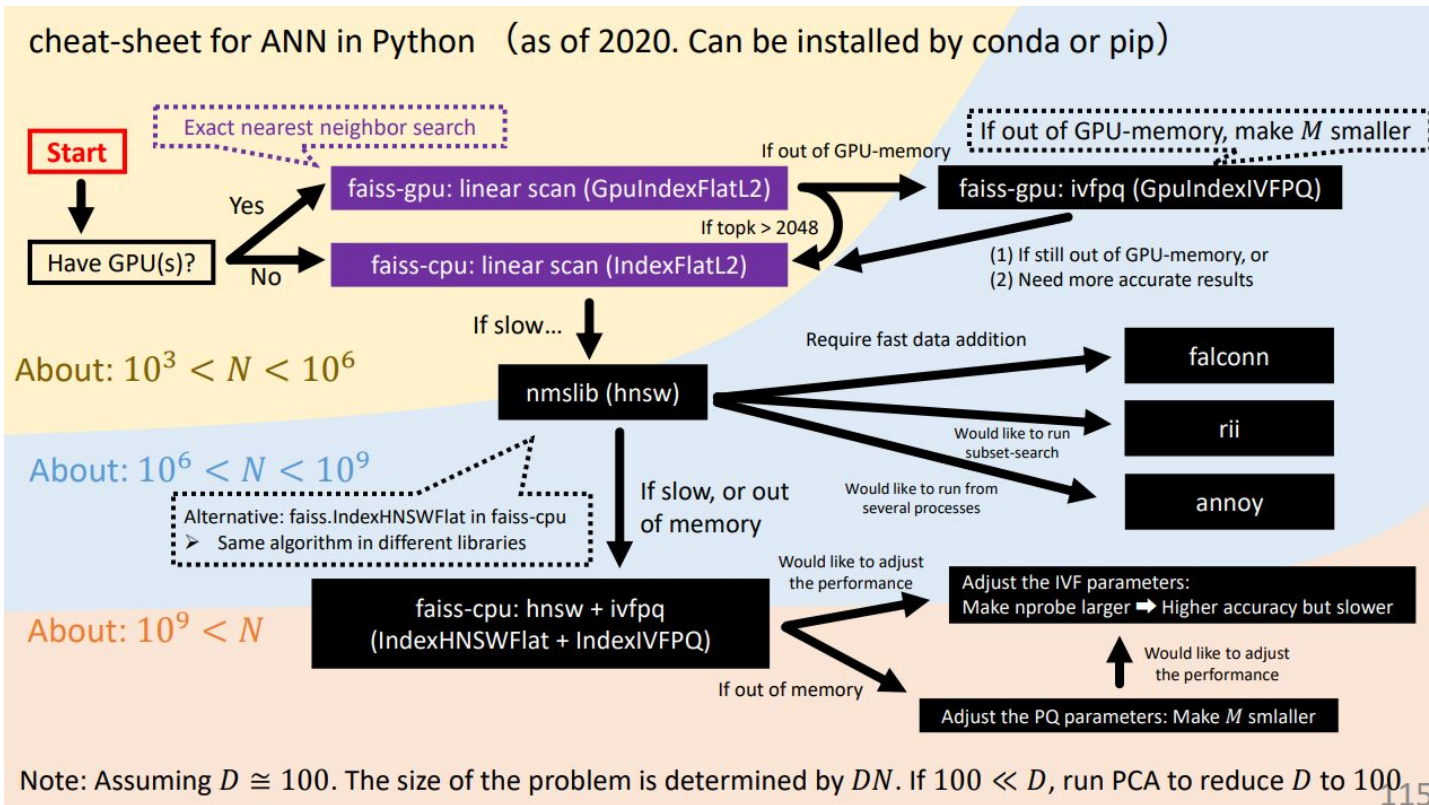 cheat-sheet for ANN in Python (as of 2020. Can be installed by conda or pip)
Exact nearest neighbor search
Start
Have GPU(s)?
Yes
No
faiss-gpu: linear scan (GpuIndexFlatL2)
faiss-cpu: linear scan (IndexFlatL2)
If out of GPU-memory
If topk > 2048
If out of GPU-memory, make M smaller
faiss-gpu: ivfpq (GpuIndexIVFPQ)
(1) If still out of GPU-memory, or
(2) Need more accurate results
If slow…
About: 10³ < N < 10⁶
nmslib (hnsw)
Require fast data addition
falconn
Would like to run
subset-search
rii
Would like to run from
several processes
annoy
About: 10⁶ < N < 10⁹
Alternative: faiss.IndexHNSWFlat in faiss-cpu
➢ Same algorithm in different libraries
If slow, or out
of memory
About: 10⁹ < N
faiss-cpu: hnsw + ivfpq
(IndexHNSWFlat + IndexIVFPQ)
Would like to adjust
the performance
Adjust the IVF parameters:
Make nprobe larger ➡ Higher accuracy but slower
Would like to adjust
the performance
If out of memory
Adjust the PQ parameters: Make M smlaller
Note: Assuming D ≅ 100. The size of the problem is determined by DN. If 100 ≪ D, run PCA to reduce D to 100
115